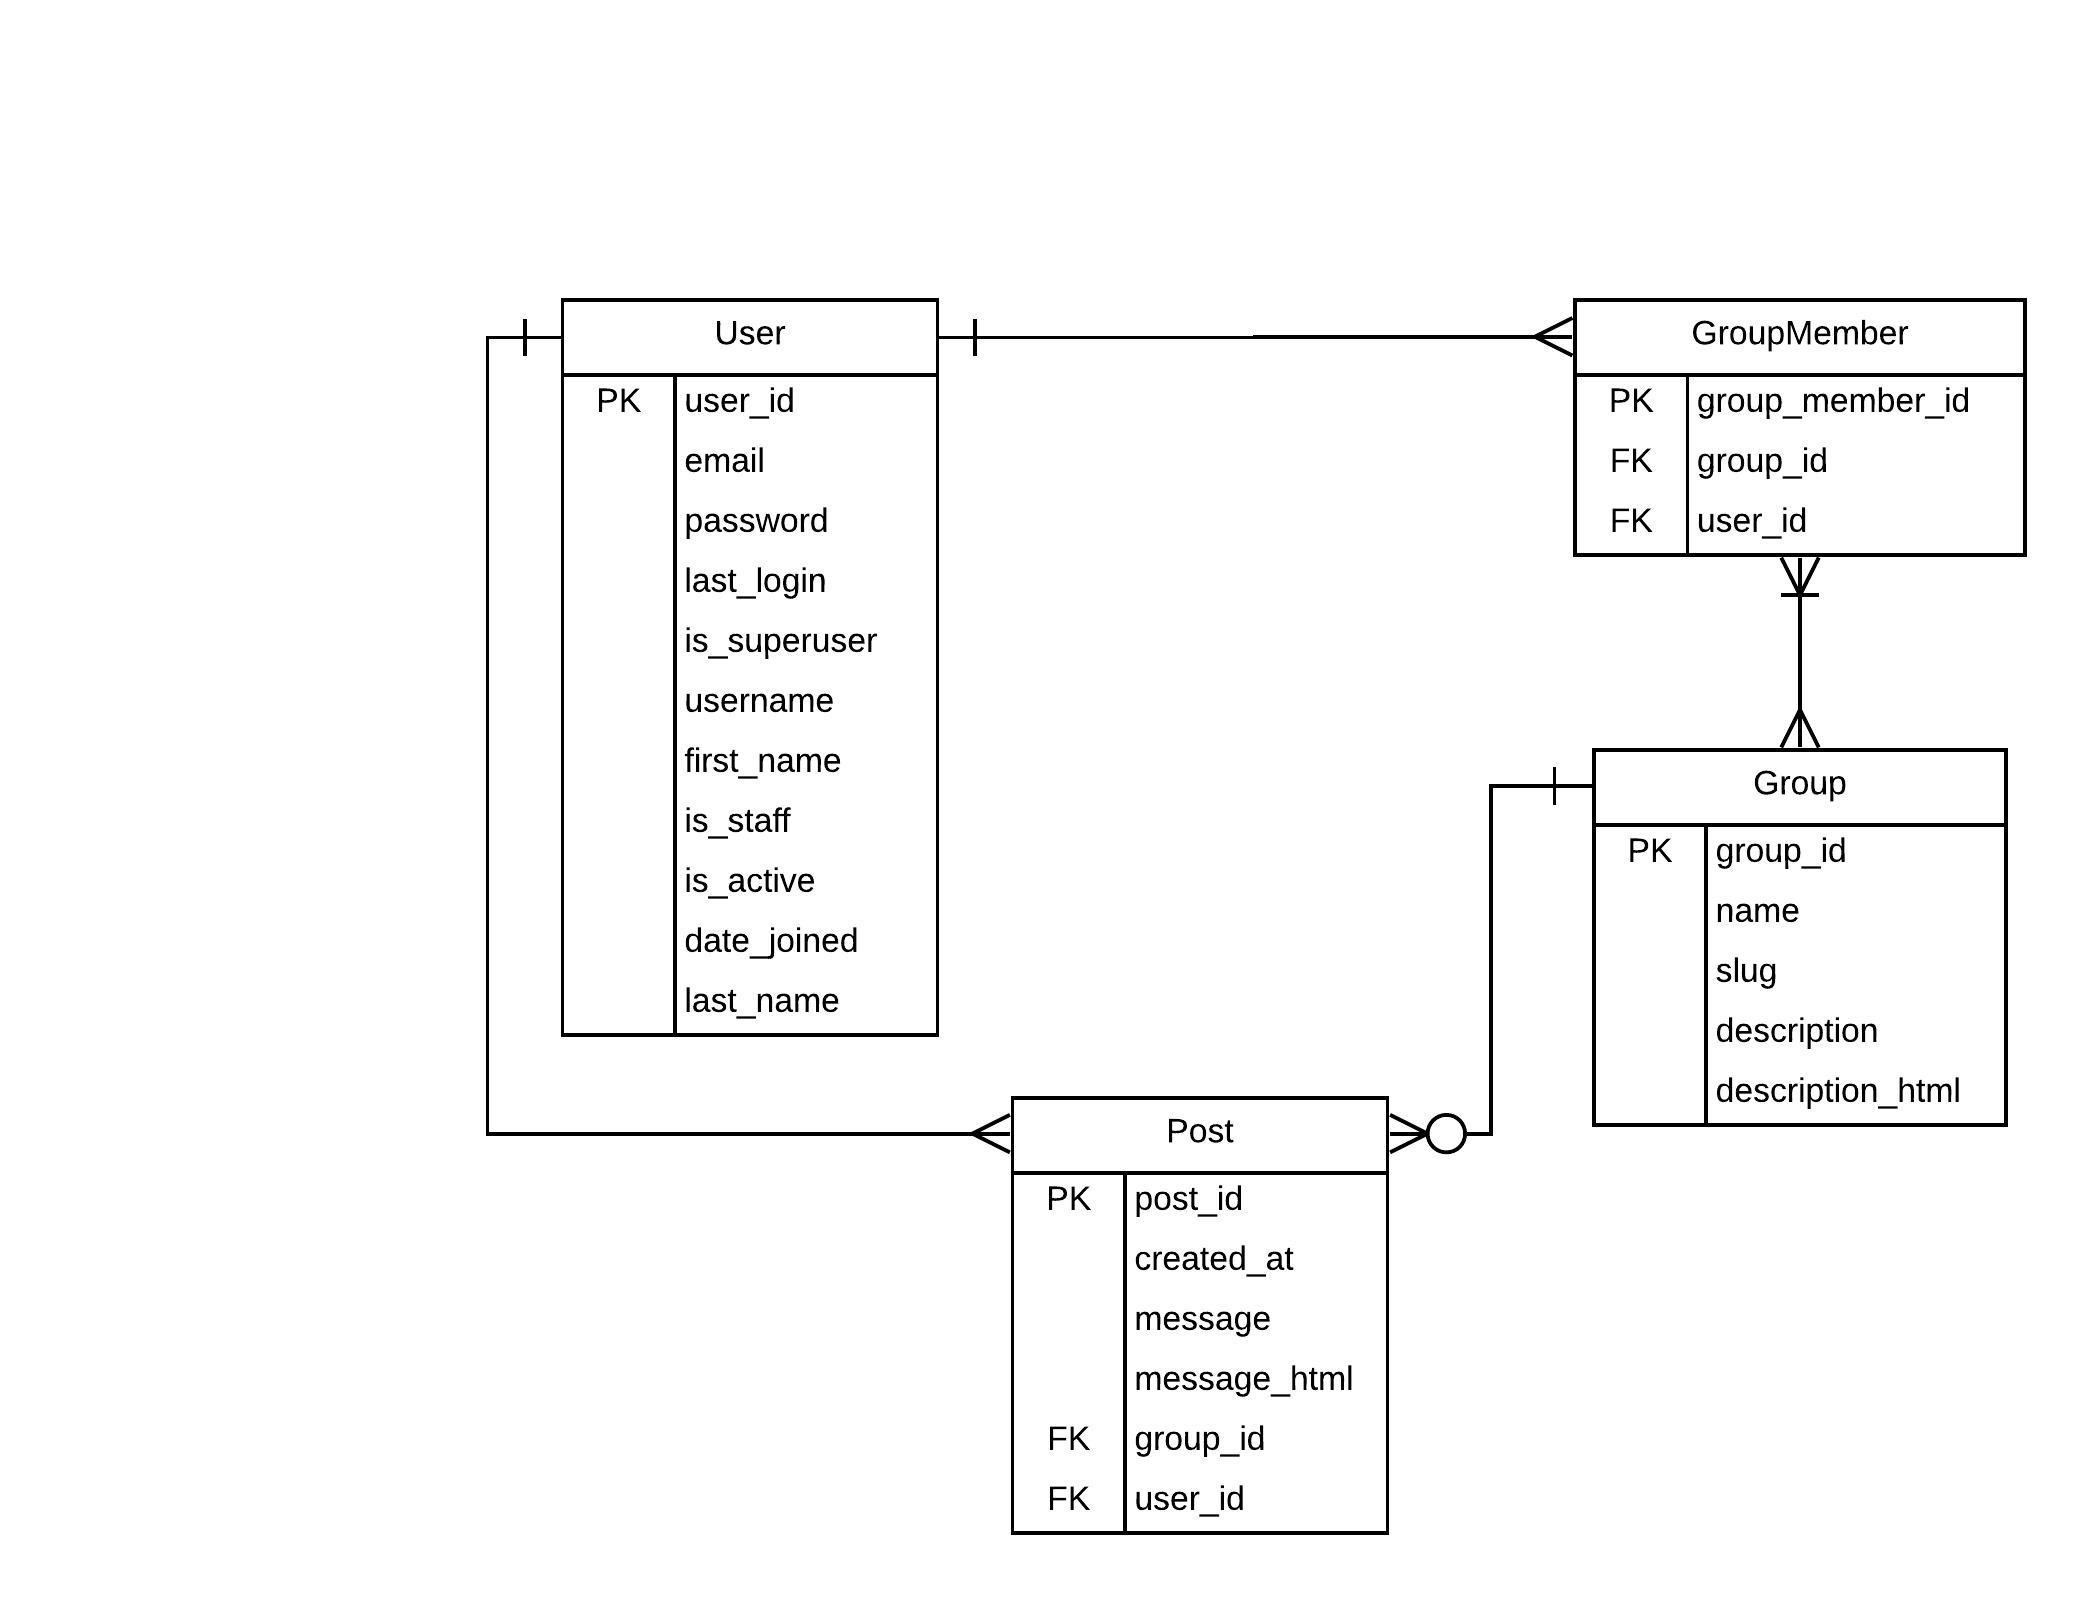 User
PK user_id
email
password
last_login
is_superuser
username
first_name
is_staff
is_active
date_joined
last_name
GroupMember
PK group_member_id
FK group_id
FK user_id
Group
PK group_id
name
slug
description
description_html
Post
PK post_id
created_at
message
message_html
FK group_id
FK user_id